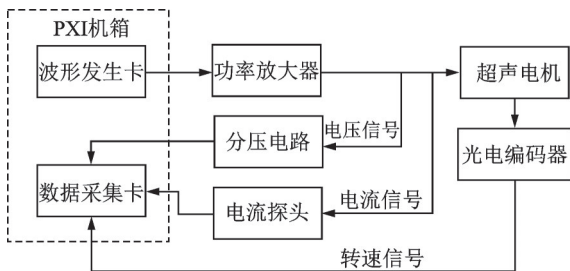 PXI机箱
波形发生卡
功率放大器
超声电机
电压信号
分压电路
光电编码器
数据采集卡
电流信号
电流探头
转速信号